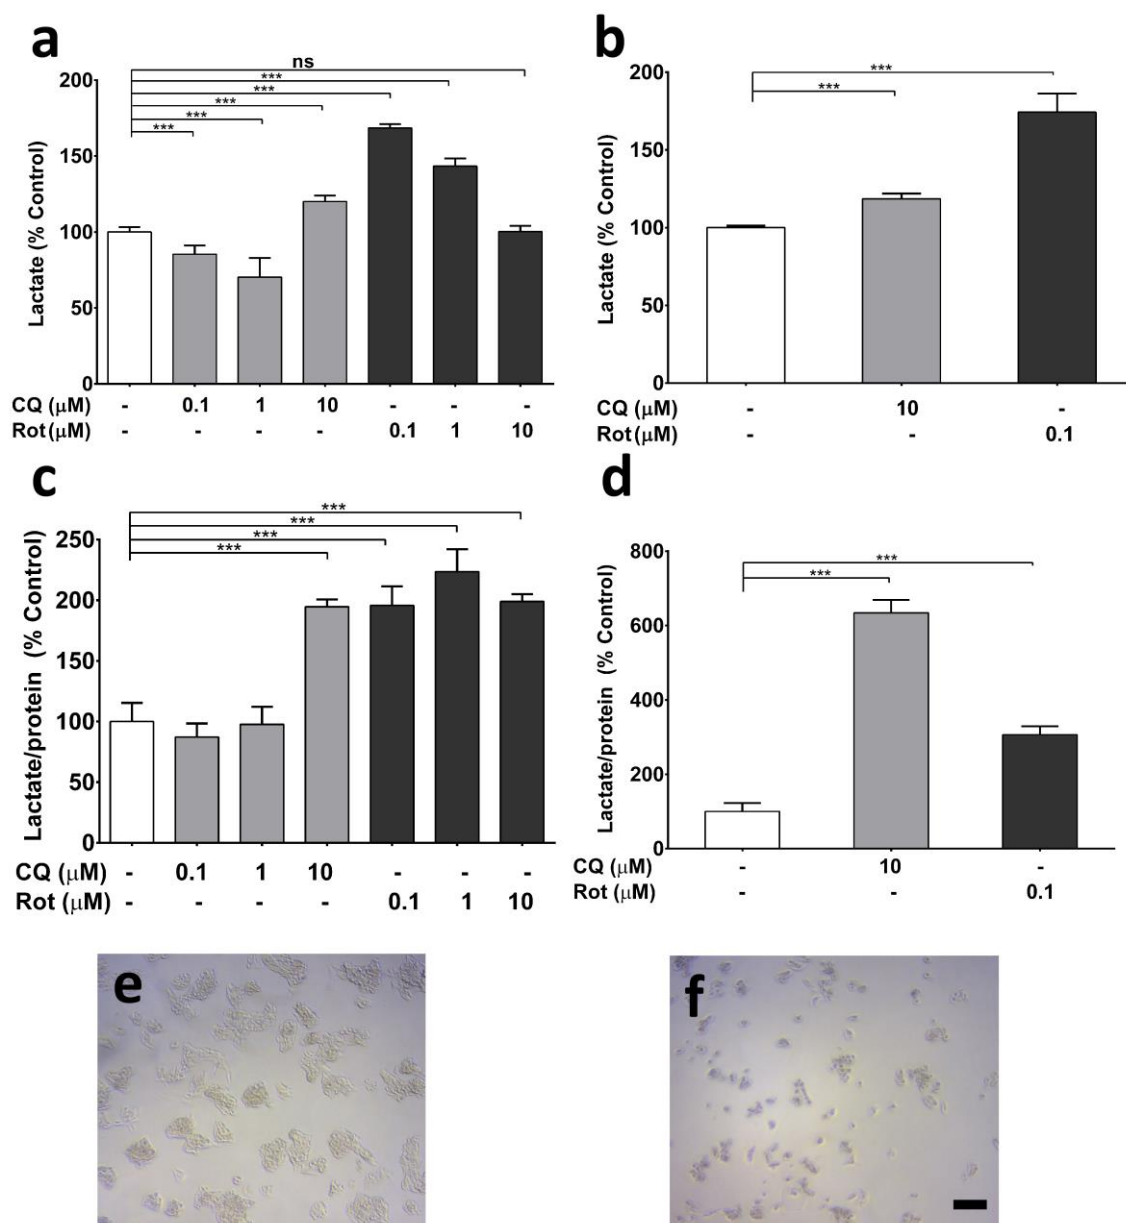 a
ns
***
***
***
***
***
Lactate (% Control)
200
150
100
50
0
CQ (μM) - 0.1 1 10 - - -
Rot (μM) - - - - 0.1 1 10
b
***
***
Lactate (% Control)
200
150
100
50
0
CQ (μM) - 10 -
Rot (μM) - - 0.1
c
***
***
***
***
Lactate/protein (% Control)
250
200
150
100
50
0
CQ (μM) - 0.1 1 10 - - -
Rot (μM) - - - - 0.1 1 10
d
***
***
Lactate/protein (% Control)
800
600
400
200
0
CQ (μM) - 10 -
Rot (μM) - - 0.1
e
f